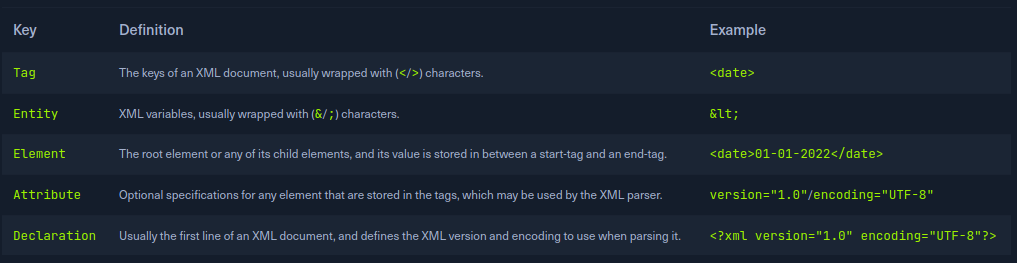 Key Definition Example
Tag The keys of an XML document, usually wrapped with (</>) characters. <date>
Entity XML variables, usually wrapped with (&/;) characters. &lt;
Element The root element or any of its child elements, and its value is stored in between a start-tag and an end-tag. <date>01-01-2022</date>
Attribute Optional specifications for any element that are stored in the tags, which may be used by the XML parser. version="1.0"/encoding="UTF-8"
Declaration Usually the first line of an XML document, and defines the XML version and encoding to use when parsing it. <?xml version="1.0" encoding="UTF-8"?>